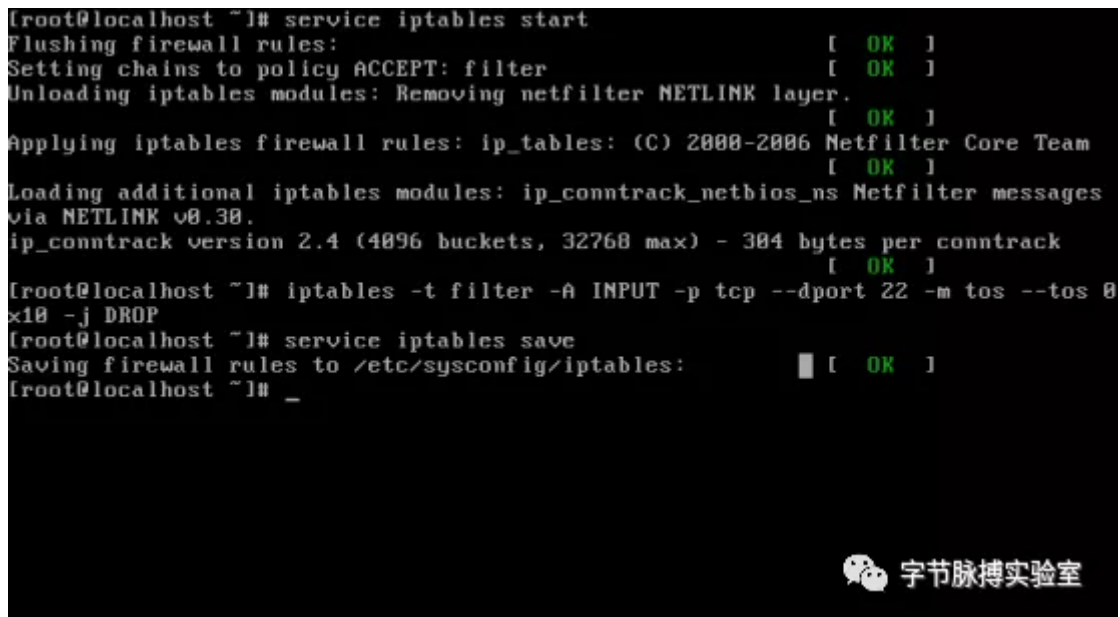 [root@localhost ~]# service iptables start
Flushing firewall rules: [ OK ]
Setting chains to policy ACCEPT: filter [ OK ]
Unloading iptables modules: Removing netfilter NETLINK layer.
[ OK ]
Applying iptables firewall rules: ip_tables: (C) 2000-2006 Netfilter Core Team
[ OK ]
Loading additional iptables modules: ip_conntrack_netbios_ns Netfilter messages
via NETLINK v0.30.
ip_conntrack version 2.4 (4096 buckets, 32768 max) - 304 bytes per conntrack
[ OK ]
[root@localhost ~]# iptables -t filter -A INPUT -p tcp --dport 22 -m tos --tos 0
x10 -j DROP
[root@localhost ~]# service iptables save
Saving firewall rules to /etc/sysconfig/iptables: [ OK ]
[root@localhost ~]# _
字节脉搏实验室